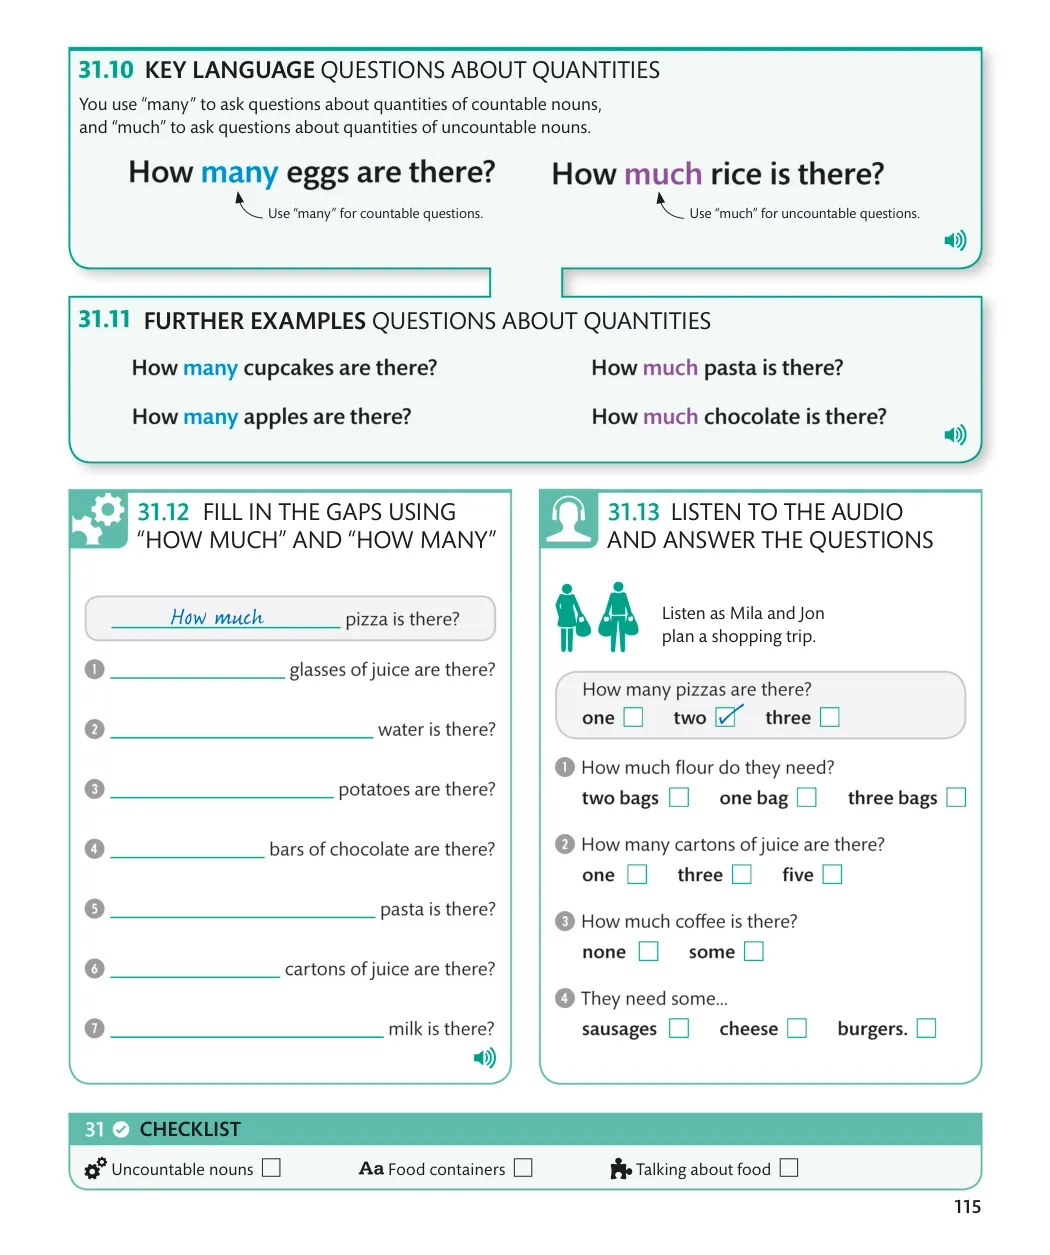 31.10 KEY LANGUAGE QUESTIONS ABOUT QUANTITIES
You use “many” to ask questions about quantities of countable nouns,
and “much” to ask questions about quantities of uncountable nouns.
How many eggs are there?
Use “many” for countable questions.
How much rice is there?
Use “much” for uncountable questions.
31.11 FURTHER EXAMPLES QUESTIONS ABOUT QUANTITIES
How many cupcakes are there?
How much pasta is there?
How many apples are there?
How much chocolate is there?
31.12 FILL IN THE GAPS USING
“HOW MUCH” AND “HOW MANY”
How much pizza is there?
1 glasses of juice are there?
2 water is there?
3 potatoes are there?
4 bars of chocolate are there?
5 pasta is there?
6 cartons of juice are there?
7 milk is there?
31.13 LISTEN TO THE AUDIO
AND ANSWER THE QUESTIONS
Listen as Mila and Jon
plan a shopping trip.
How many pizzas are there?
one two three
1 How much flour do they need?
two bags one bag three bags
2 How many cartons of juice are there?
one three five
3 How much coffee is there?
none some
4 They need some...
sausages cheese burgers.
31 CHECKLIST
Uncountable nouns Aa Food containers Talking about food
115